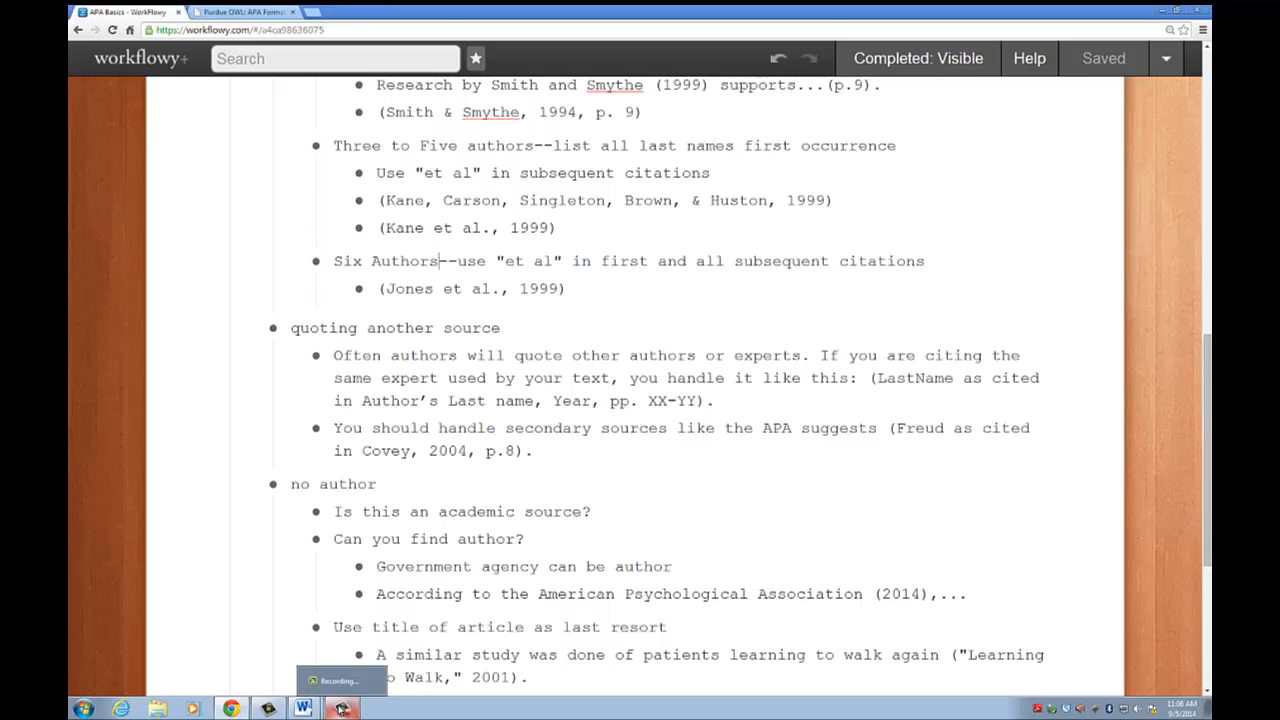 APA Basics - WorkFlowy
Purdue OWL: APA Forma
https://workflowy.com/#/a4ca98636075
workflowy+
Search
Completed: Visible
Help
Saved
Research by Smith and Smythe (1999) supports...(p.9).
(Smith & Smythe, 1994, p. 9)
Three to Five authors--list all last names first occurrence
Use "et al" in subsequent citations
(Kane, Carson, Singleton, Brown, & Huston, 1999)
(Kane et al., 1999)
Six Authors--use "et al" in first and all subsequent citations
(Jones et al., 1999)
quoting another source
Often authors will quote other authors or experts. If you are citing the
same expert used by your text, you handle it like this: (LastName as cited
in Author’s Last name, Year, pp. XX-YY).
You should handle secondary sources like the APA suggests (Freud as cited
in Covey, 2004, p.8).
no author
Is this an academic source?
Can you find author?
Government agency can be author
According to the American Psychological Association (2014),...
Use title of article as last resort
A similar study was done of patients learning to walk again ("Learning
o Walk," 2001).
Recording...
11:06 AM
9/5/2014